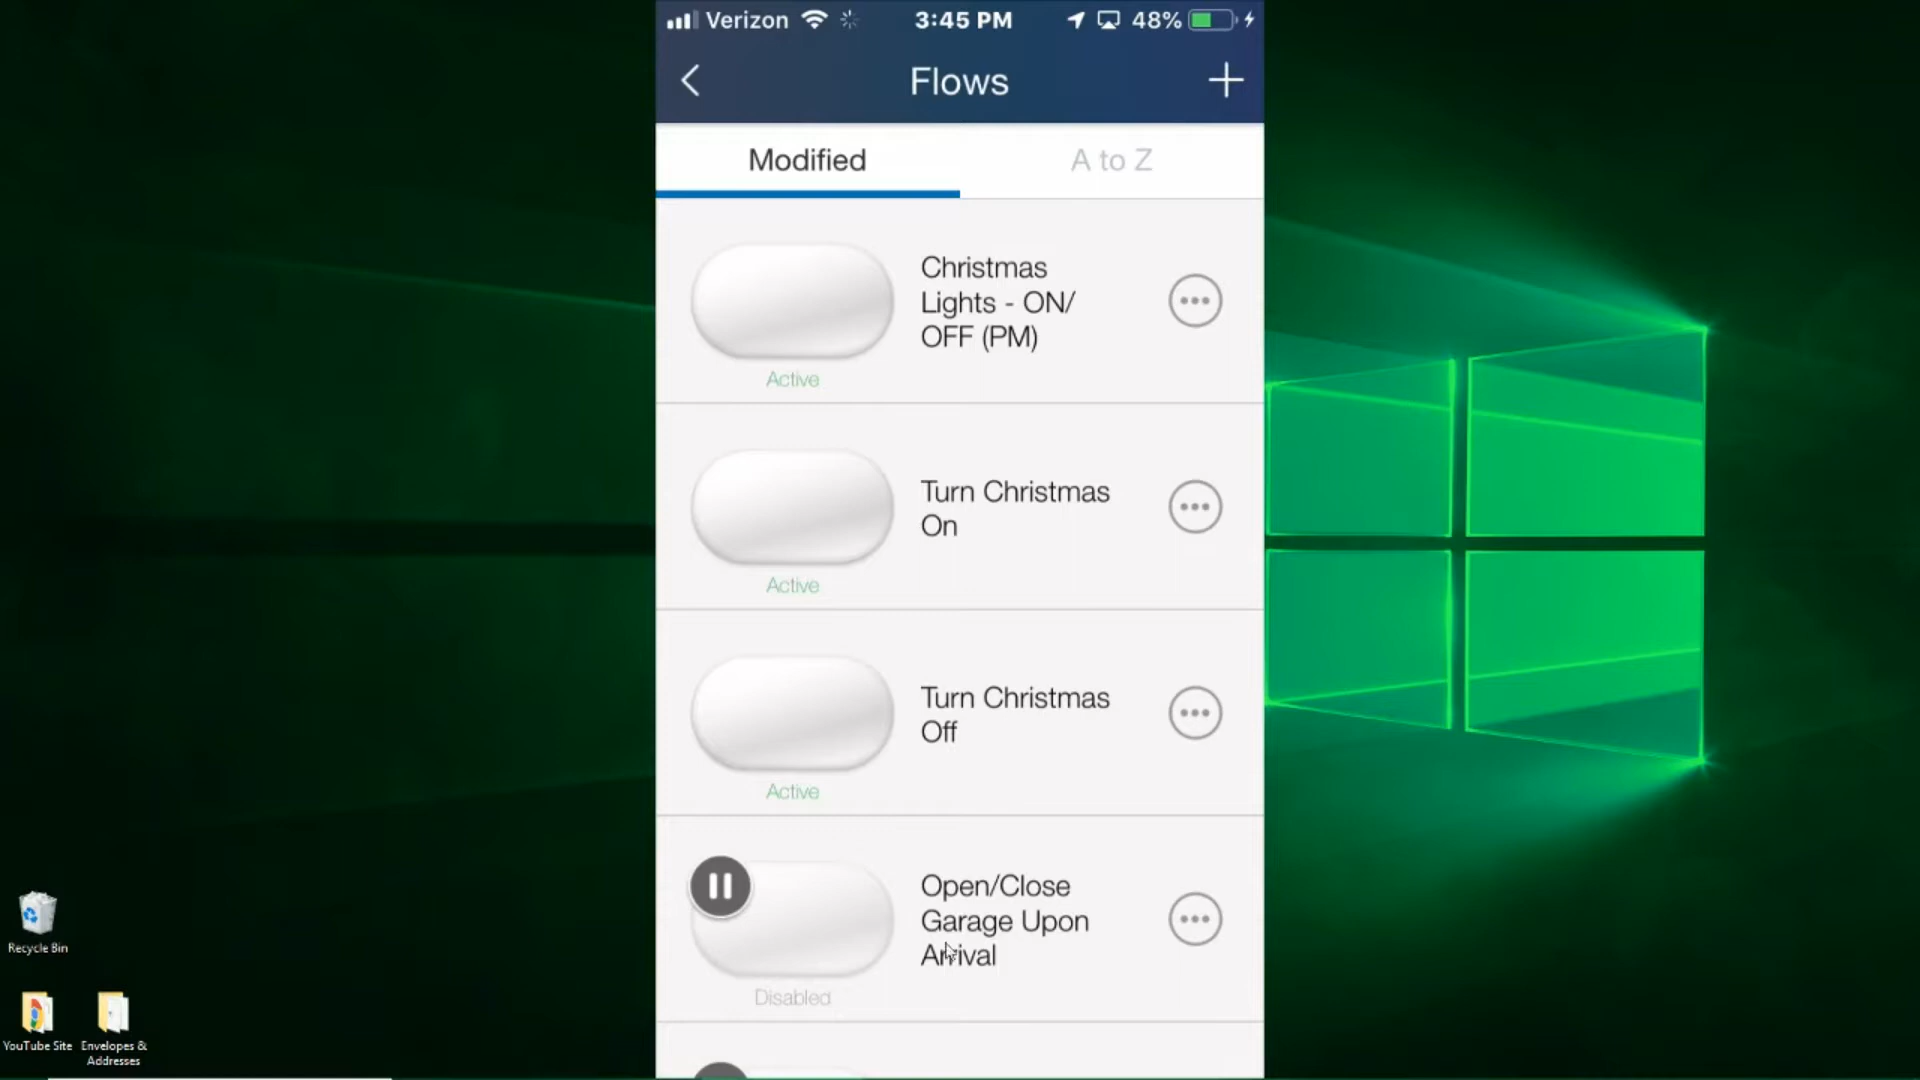 Verizon
3:45 PM
48%
Flows
Modified
A to Z
Christmas
Lights - ON/
OFF (PM)
Active
Turn Christmas
On
Active
Turn Christmas
Off
Active
Open/Close
Garage Upon
Arrival
Disabled
Recycle Bin
YouTube Site
Envelopes &
Addresses